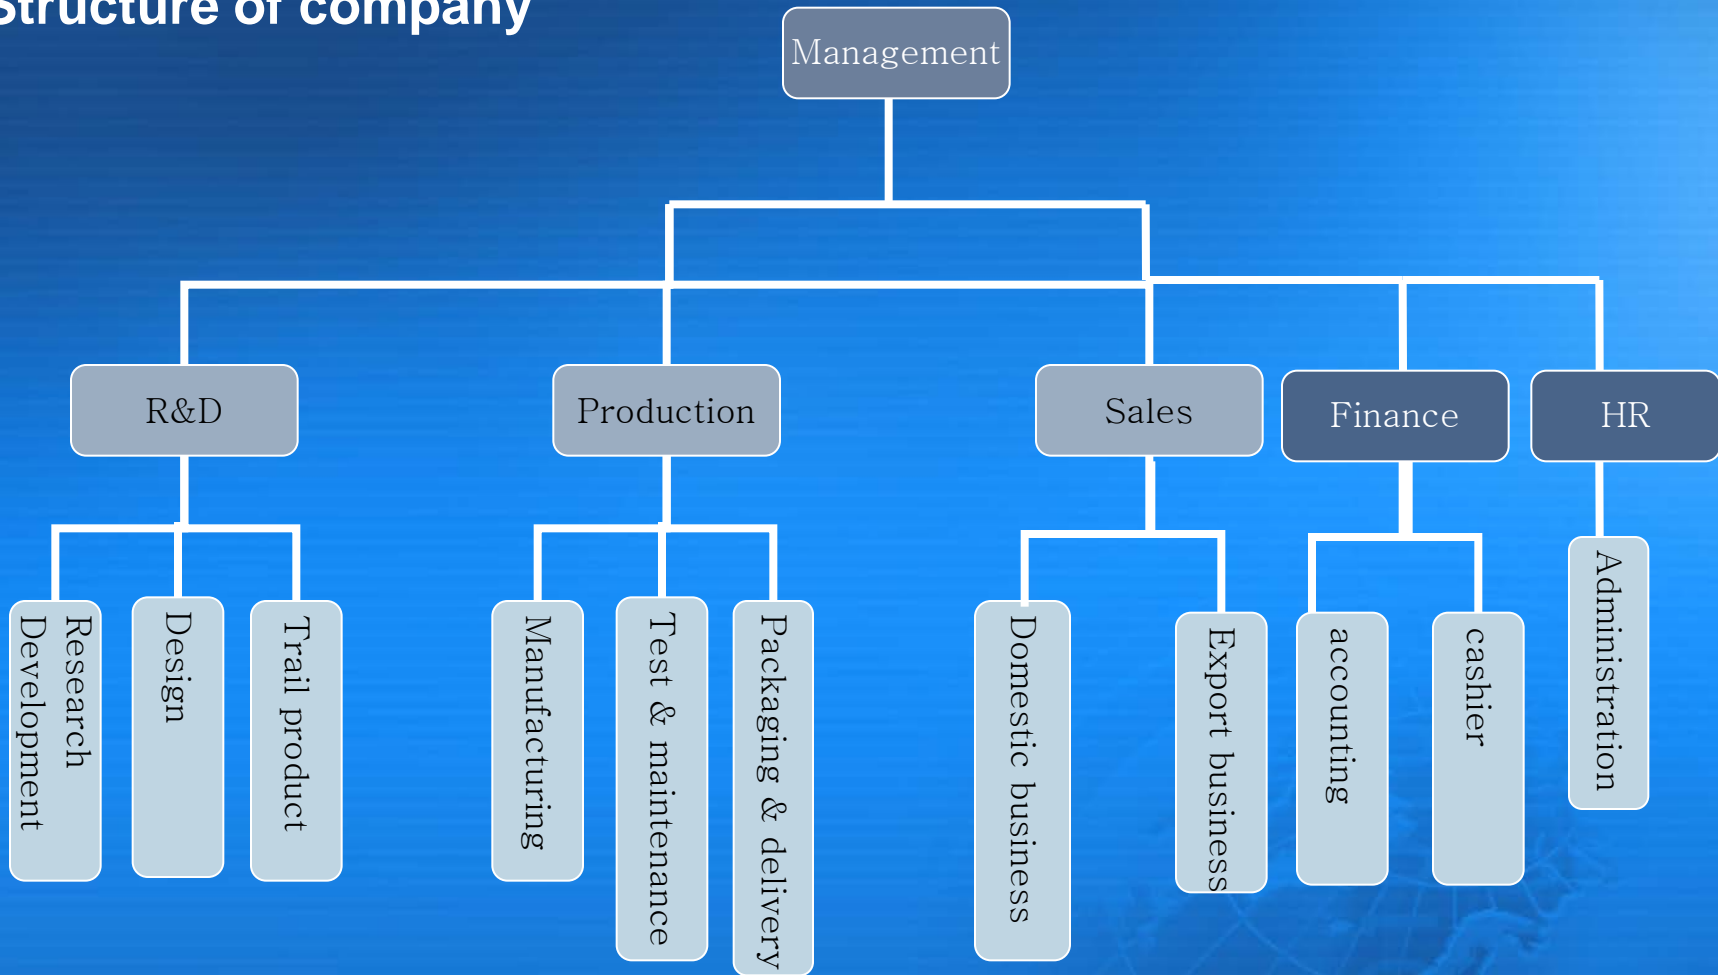 Structure of company
Management
R&D
Production
Sales
Finance
HR
Research
Development
Design
Trail product
Manufacturing
Test & maintenance
Packaging & delivery
Domestic business
Export business
accounting
cashier
Administration